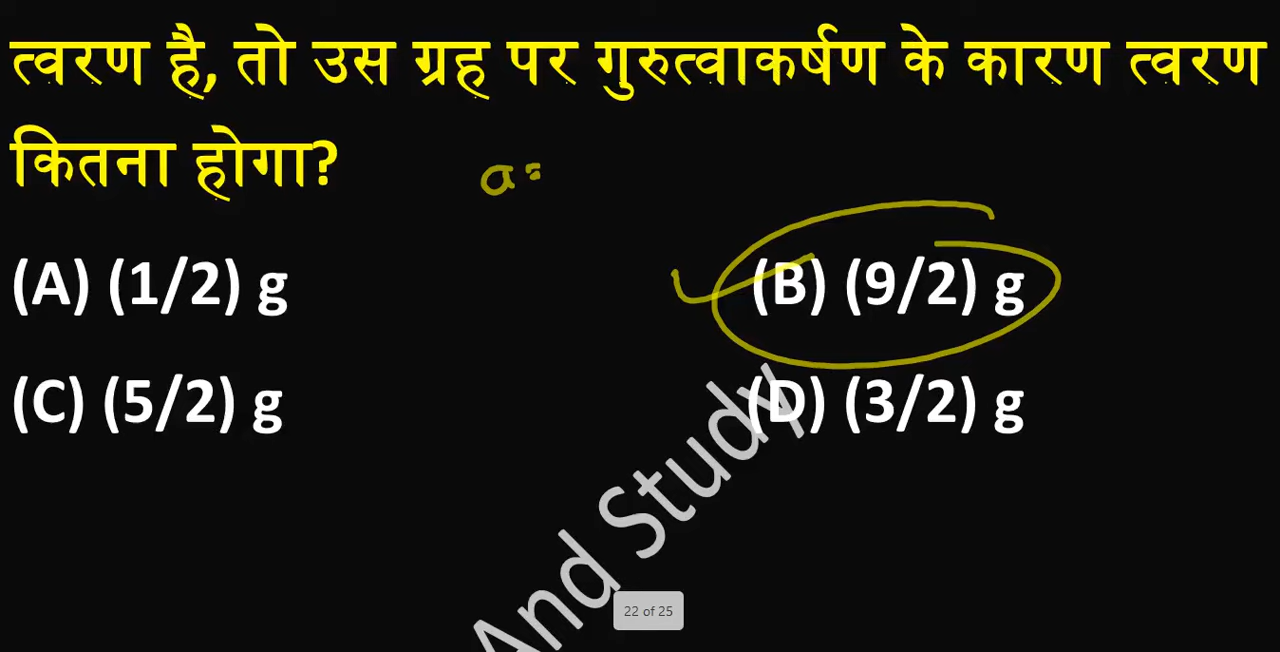 त्वरण है, तो उस ग्रह पर गुरुत्वाकर्षण के कारण त्वरण
कितना होगा?
a=
(A) (1/2) g (B) (9/2) g
(C) (5/2) g (D) (3/2) g
And Study
22 of 25